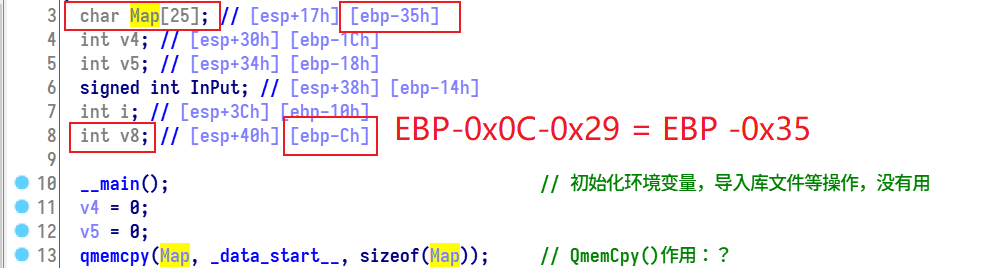 3 char Map[25]; // [esp+17h] [ebp-35h]
4 int v4; // [esp+30h] [ebp-1Ch]
5 int v5; // [esp+34h] [ebp-18h]
6 signed int InPut; // [esp+38h] [ebp-14h]
7 int i; // [esp+3Ch] [ebp-10h]
8 int v8; // [esp+40h] [ebp-Ch] EBP-0x0C-0x29 = EBP -0x35
9
10 __main(); // 初始化环境变量，导入库文件等操作，没有用
11 v4 = 0;
12 v5 = 0;
13 qmemcpy(Map, _data_start__, sizeof(Map)); // QmemCpy()作用：？